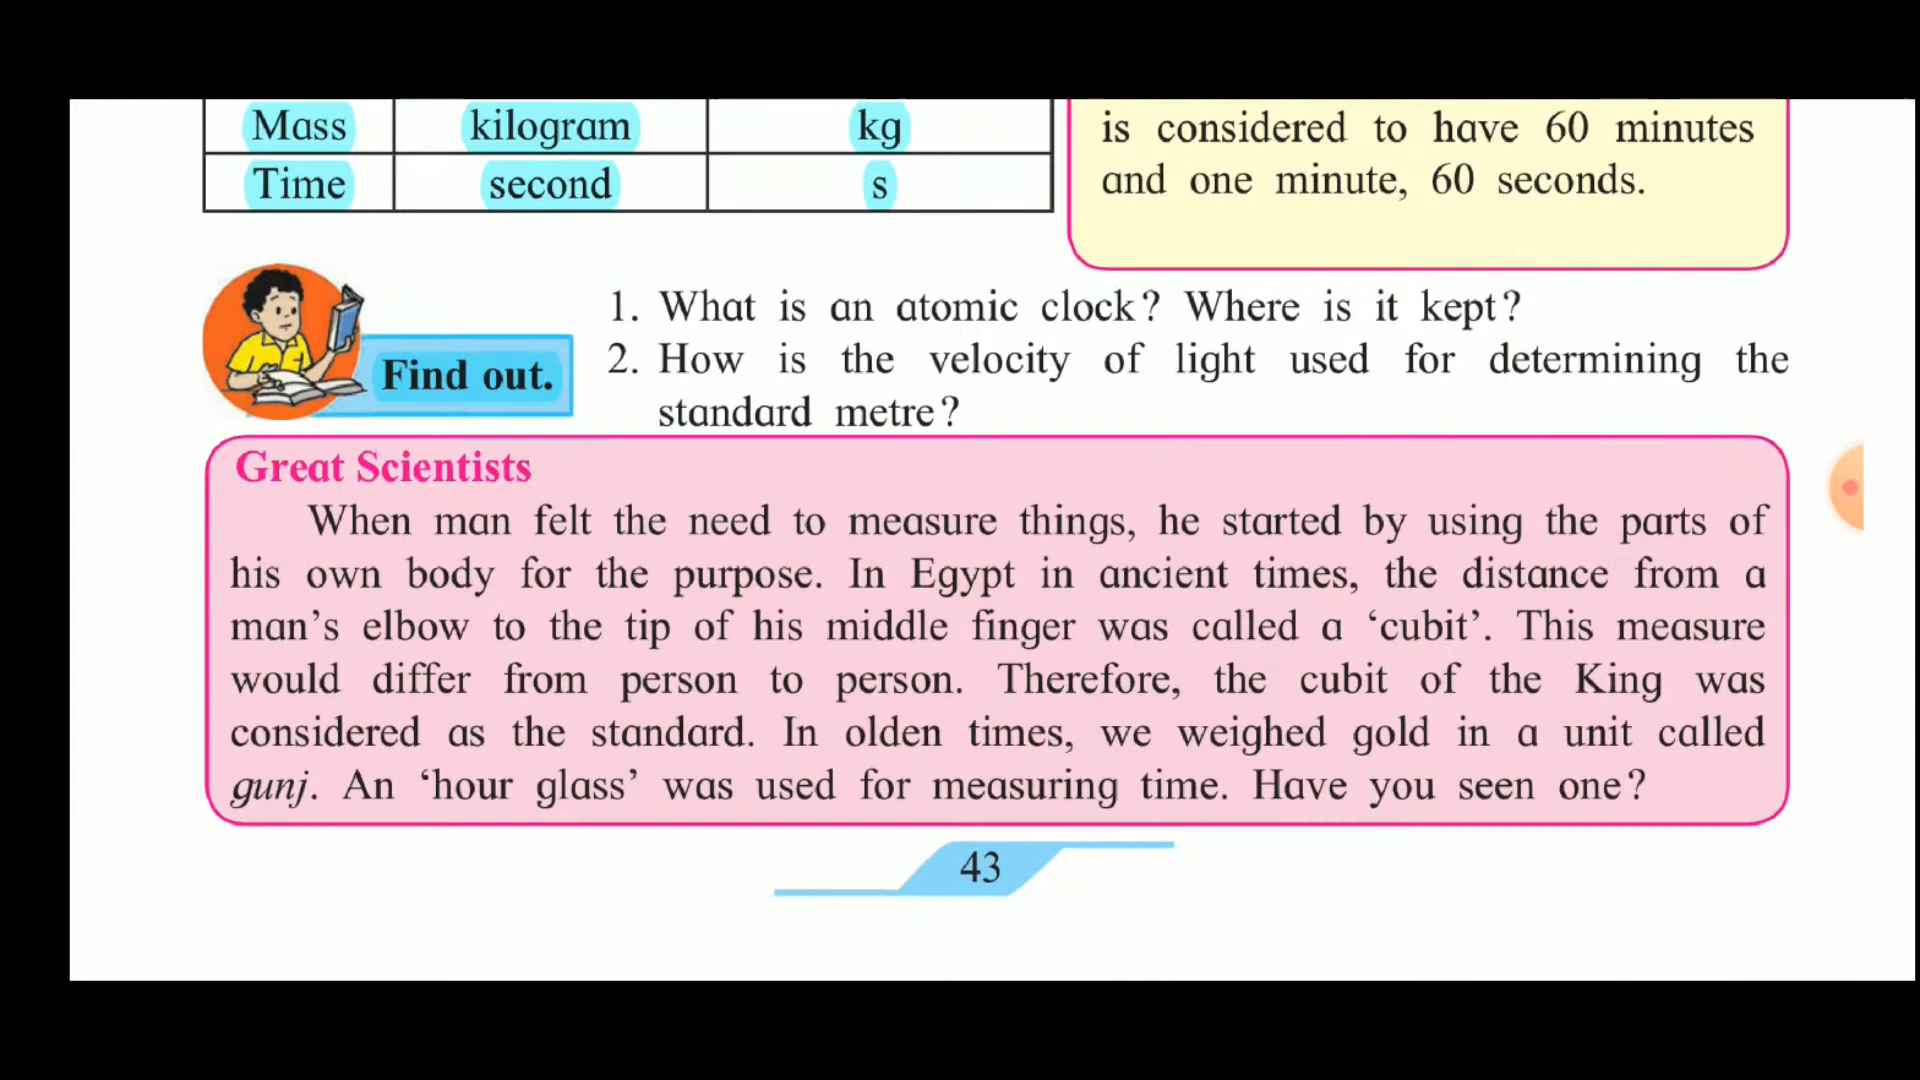 Mass kilogram kg
Time second s
is considered to have 60 minutes
and one minute, 60 seconds.
Find out.
1. What is an atomic clock? Where is it kept?
2. How is the velocity of light used for determining the
standard metre?
Great Scientists
When man felt the need to measure things, he started by using the parts of
his own body for the purpose. In Egypt in ancient times, the distance from a
man's elbow to the tip of his middle finger was called a ‘cubit’. This measure
would differ from person to person. Therefore, the cubit of the King was
considered as the standard. In olden times, we weighed gold in a unit called
gunj. An ‘hour glass’ was used for measuring time. Have you seen one?
43